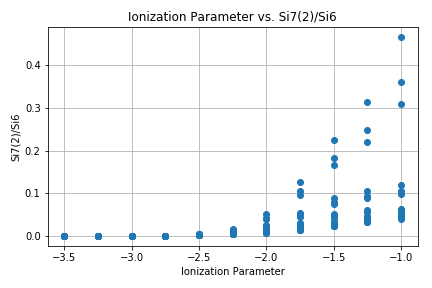 Ionization Parameter vs. Si7(2)/Si6
Si7(2)/Si6
0.4
0.3
0.2
0.1
0.0
−3.5 −3.0 −2.5 −2.0 −1.5 −1.0
Ionization Parameter